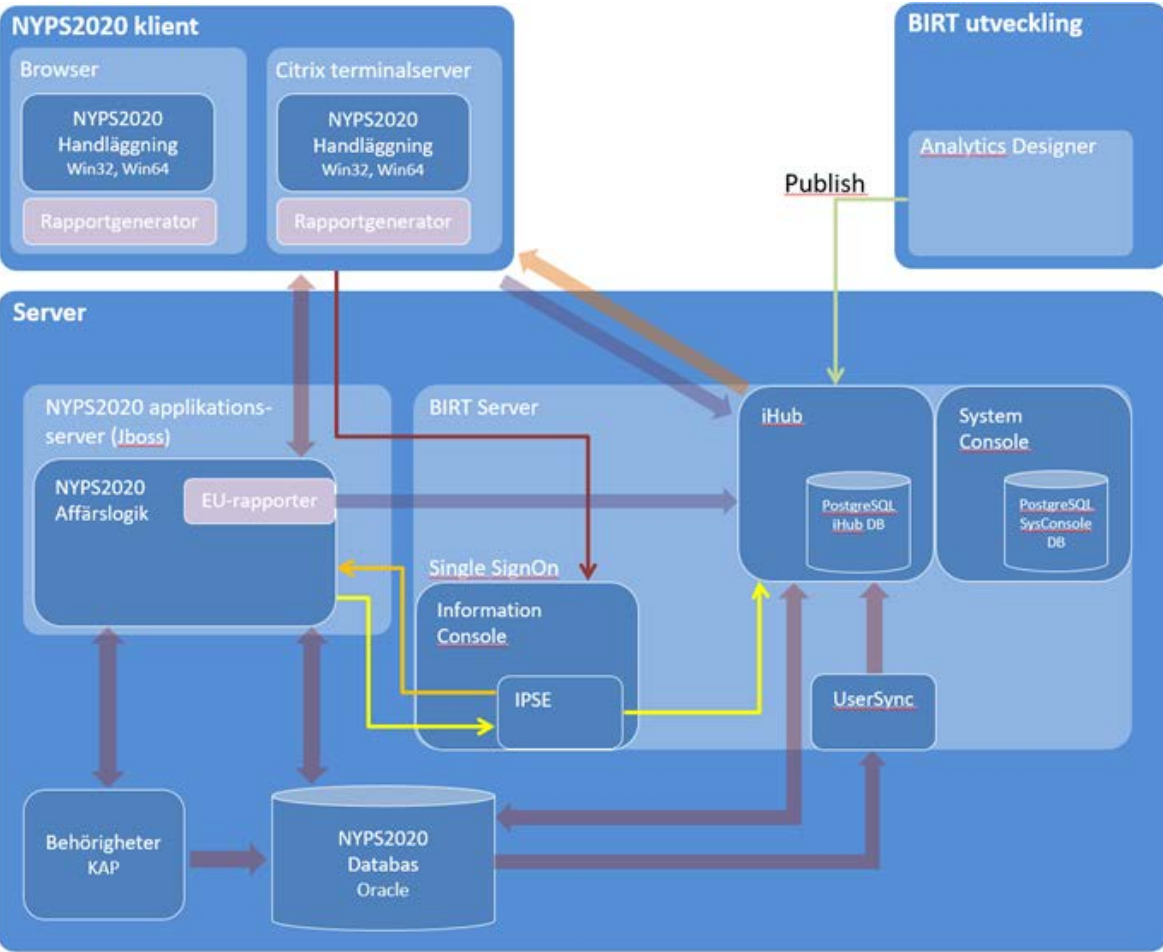 NYPS2020 klient
Browser
NYPS2020
Handläggning
Win32, Win64
Rapportgenerator
Citrix terminalserver
NYPS2020
Handläggning
Win32, Win64
Rapportgenerator
BIRT utveckling
Analytics Designer
Publish
Server
NYPS2020 applikations-
server (Jboss)
NYPS2020
Affärslogik
EU-rapporter
BIRT Server
iHub
PostgreSQL
iHub DB
System
Console
PostgreSQL
SysConsole
DB
Single SignOn
Information
Console
IPSE
UserSync
Behörigheter
KAP
NYPS2020
Databas
Oracle